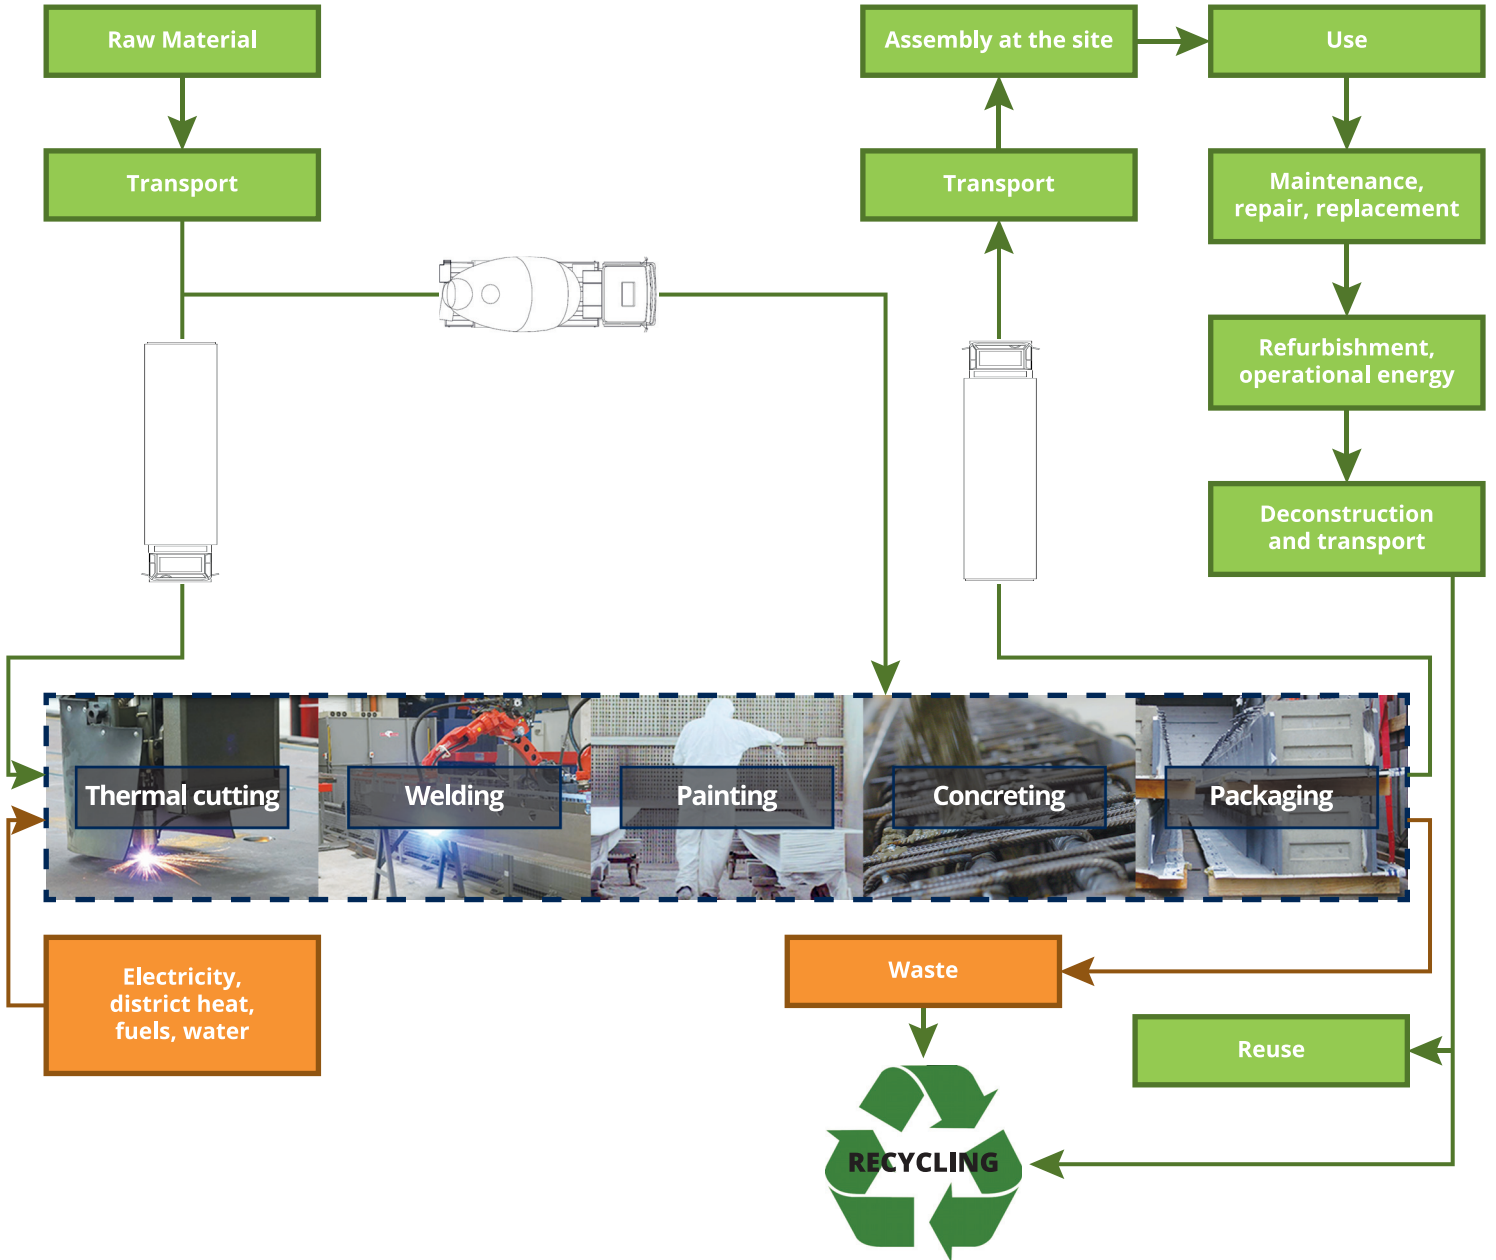 Raw Material
Assembly at the site
Use
Transport
Transport
Maintenance,
repair, replacement
Refurbishment,
operational energy
Deconstruction
and transport
Thermal cutting
Welding
Painting
Concreting
Packaging
Electricity,
district heat,
fuels, water
Waste
Reuse
RECYCLING